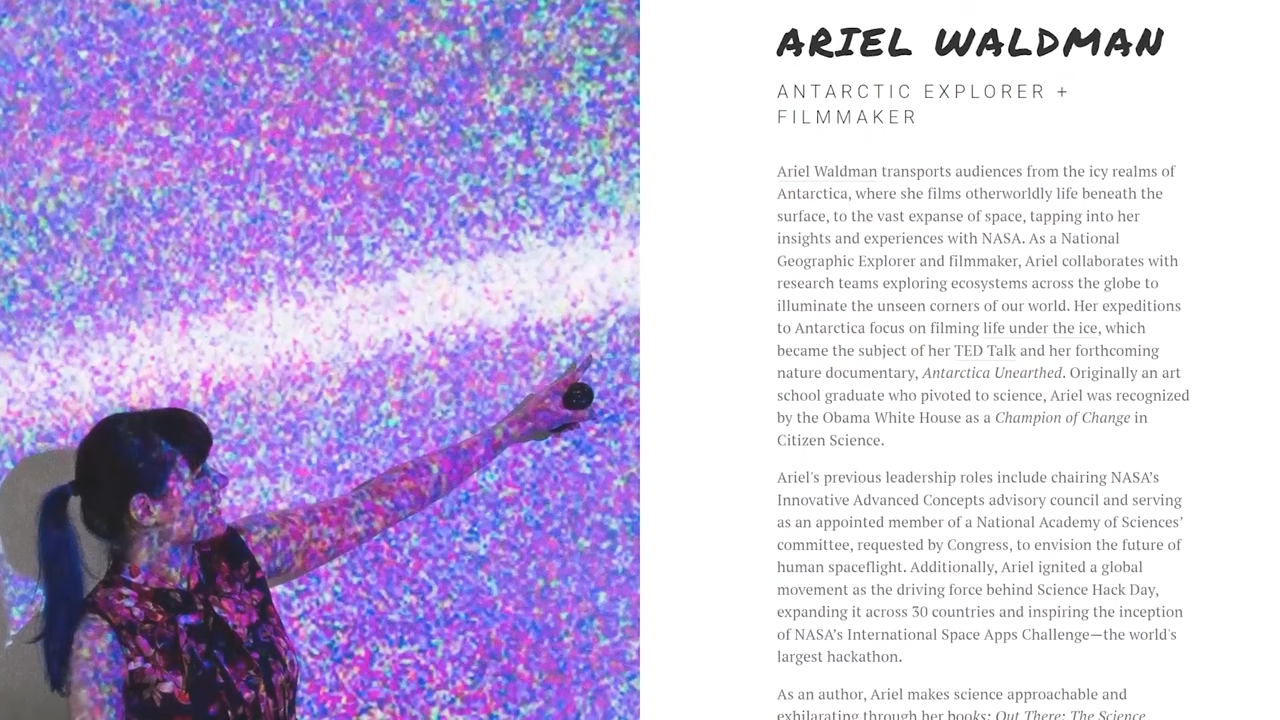 ARIEL WALDMAN
ANTARCTIC EXPLORER +
FILMMAKER
Ariel Waldman transports audiences from the icy realms of
Antarctica, where she films otherworldly life beneath the
surface, to the vast expanse of space, tapping into her
insights and experiences with NASA. As a National
Geographic Explorer and filmmaker, Ariel collaborates with
research teams exploring ecosystems across the globe to
illuminate the unseen corners of our world. Her expeditions
to Antarctica focus on filming life under the ice, which
became the subject of her TED Talk and her forthcoming
nature documentary, Antarctica Unearthed. Originally an art
school graduate who pivoted to science, Ariel was recognized
by the Obama White House as a Champion of Change in
Citizen Science.
Ariel's previous leadership roles include chairing NASA’s
Innovative Advanced Concepts advisory council and serving
as an appointed member of a National Academy of Sciences’
committee, requested by Congress, to envision the future of
human spaceflight. Additionally, Ariel ignited a global
movement as the driving force behind Science Hack Day,
expanding it across 30 countries and inspiring the inception
of NASA’s International Space Apps Challenge—the world's
largest hackathon.
As an author, Ariel makes science approachable and
exhilarating through her books: Out There: The Science